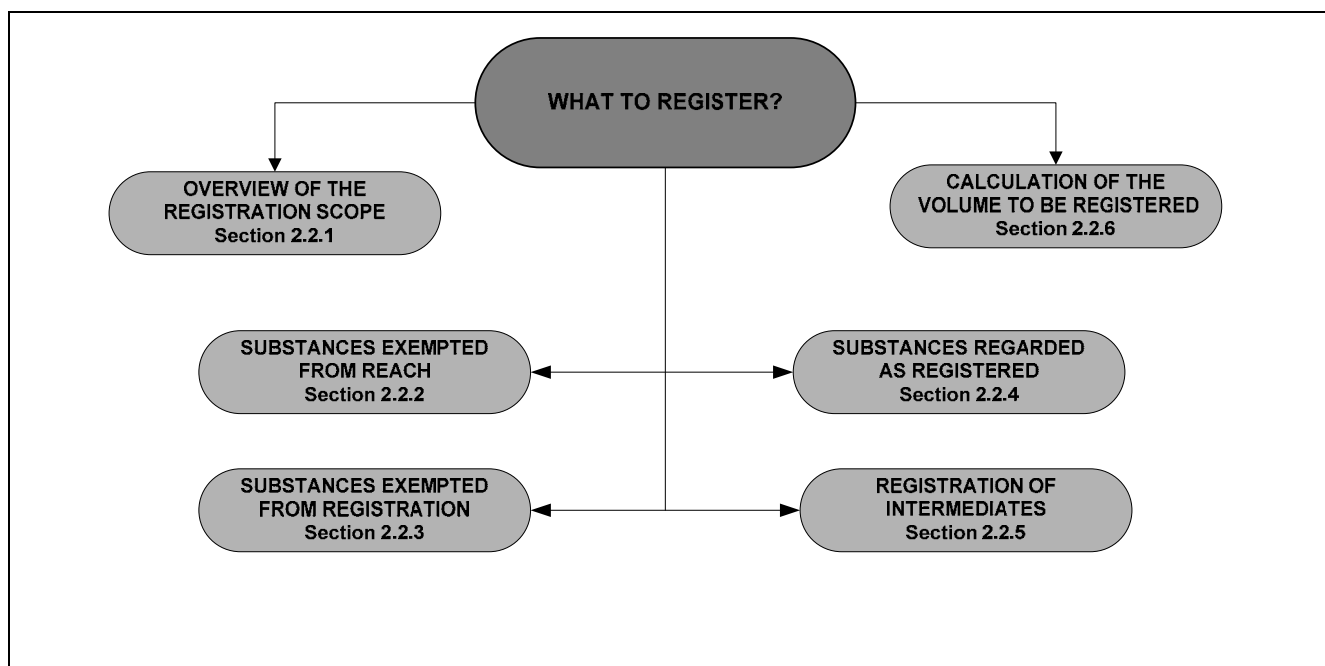 WHAT TO REGISTER?
OVERVIEW OF THE
REGISTRATION SCOPE
Section 2.2.1
CALCULATION OF THE
VOLUME TO BE REGISTERED
Section 2.2.6
SUBSTANCES EXEMPTED
FROM REACH
Section 2.2.2
SUBSTANCES REGARDED
AS REGISTERED
Section 2.2.4
SUBSTANCES EXEMPTED
FROM REGISTRATION
Section 2.2.3
REGISTRATION OF
INTERMEDIATES
Section 2.2.5